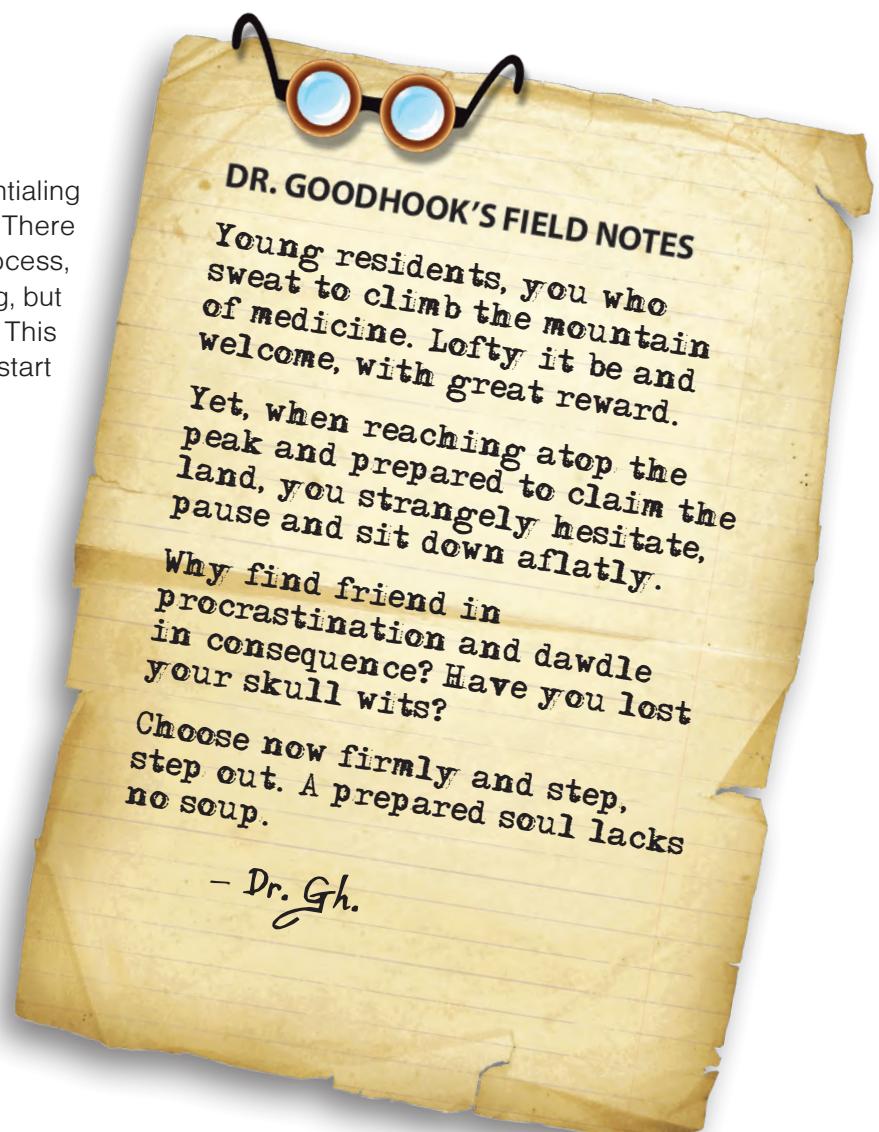 ntialing
There
ocess,
g, but
This
start
DR. GOODHOOK'S FIELD NOTES
Young residents, you who
sweat to climb the mountain
of medicine. Lofty it be and
welcome, with great reward.
Yet, when reaching atop the
peak and prepared to claim the
land, you strangely hesitate,
pause and sit down aflatly.
Why find friend in
procrastination and dawdle
in consequence? Have you lost
your skull wits?
Choose now firmly and step,
step out. A prepared soul lacks
no soup.
– Dr. Gh.